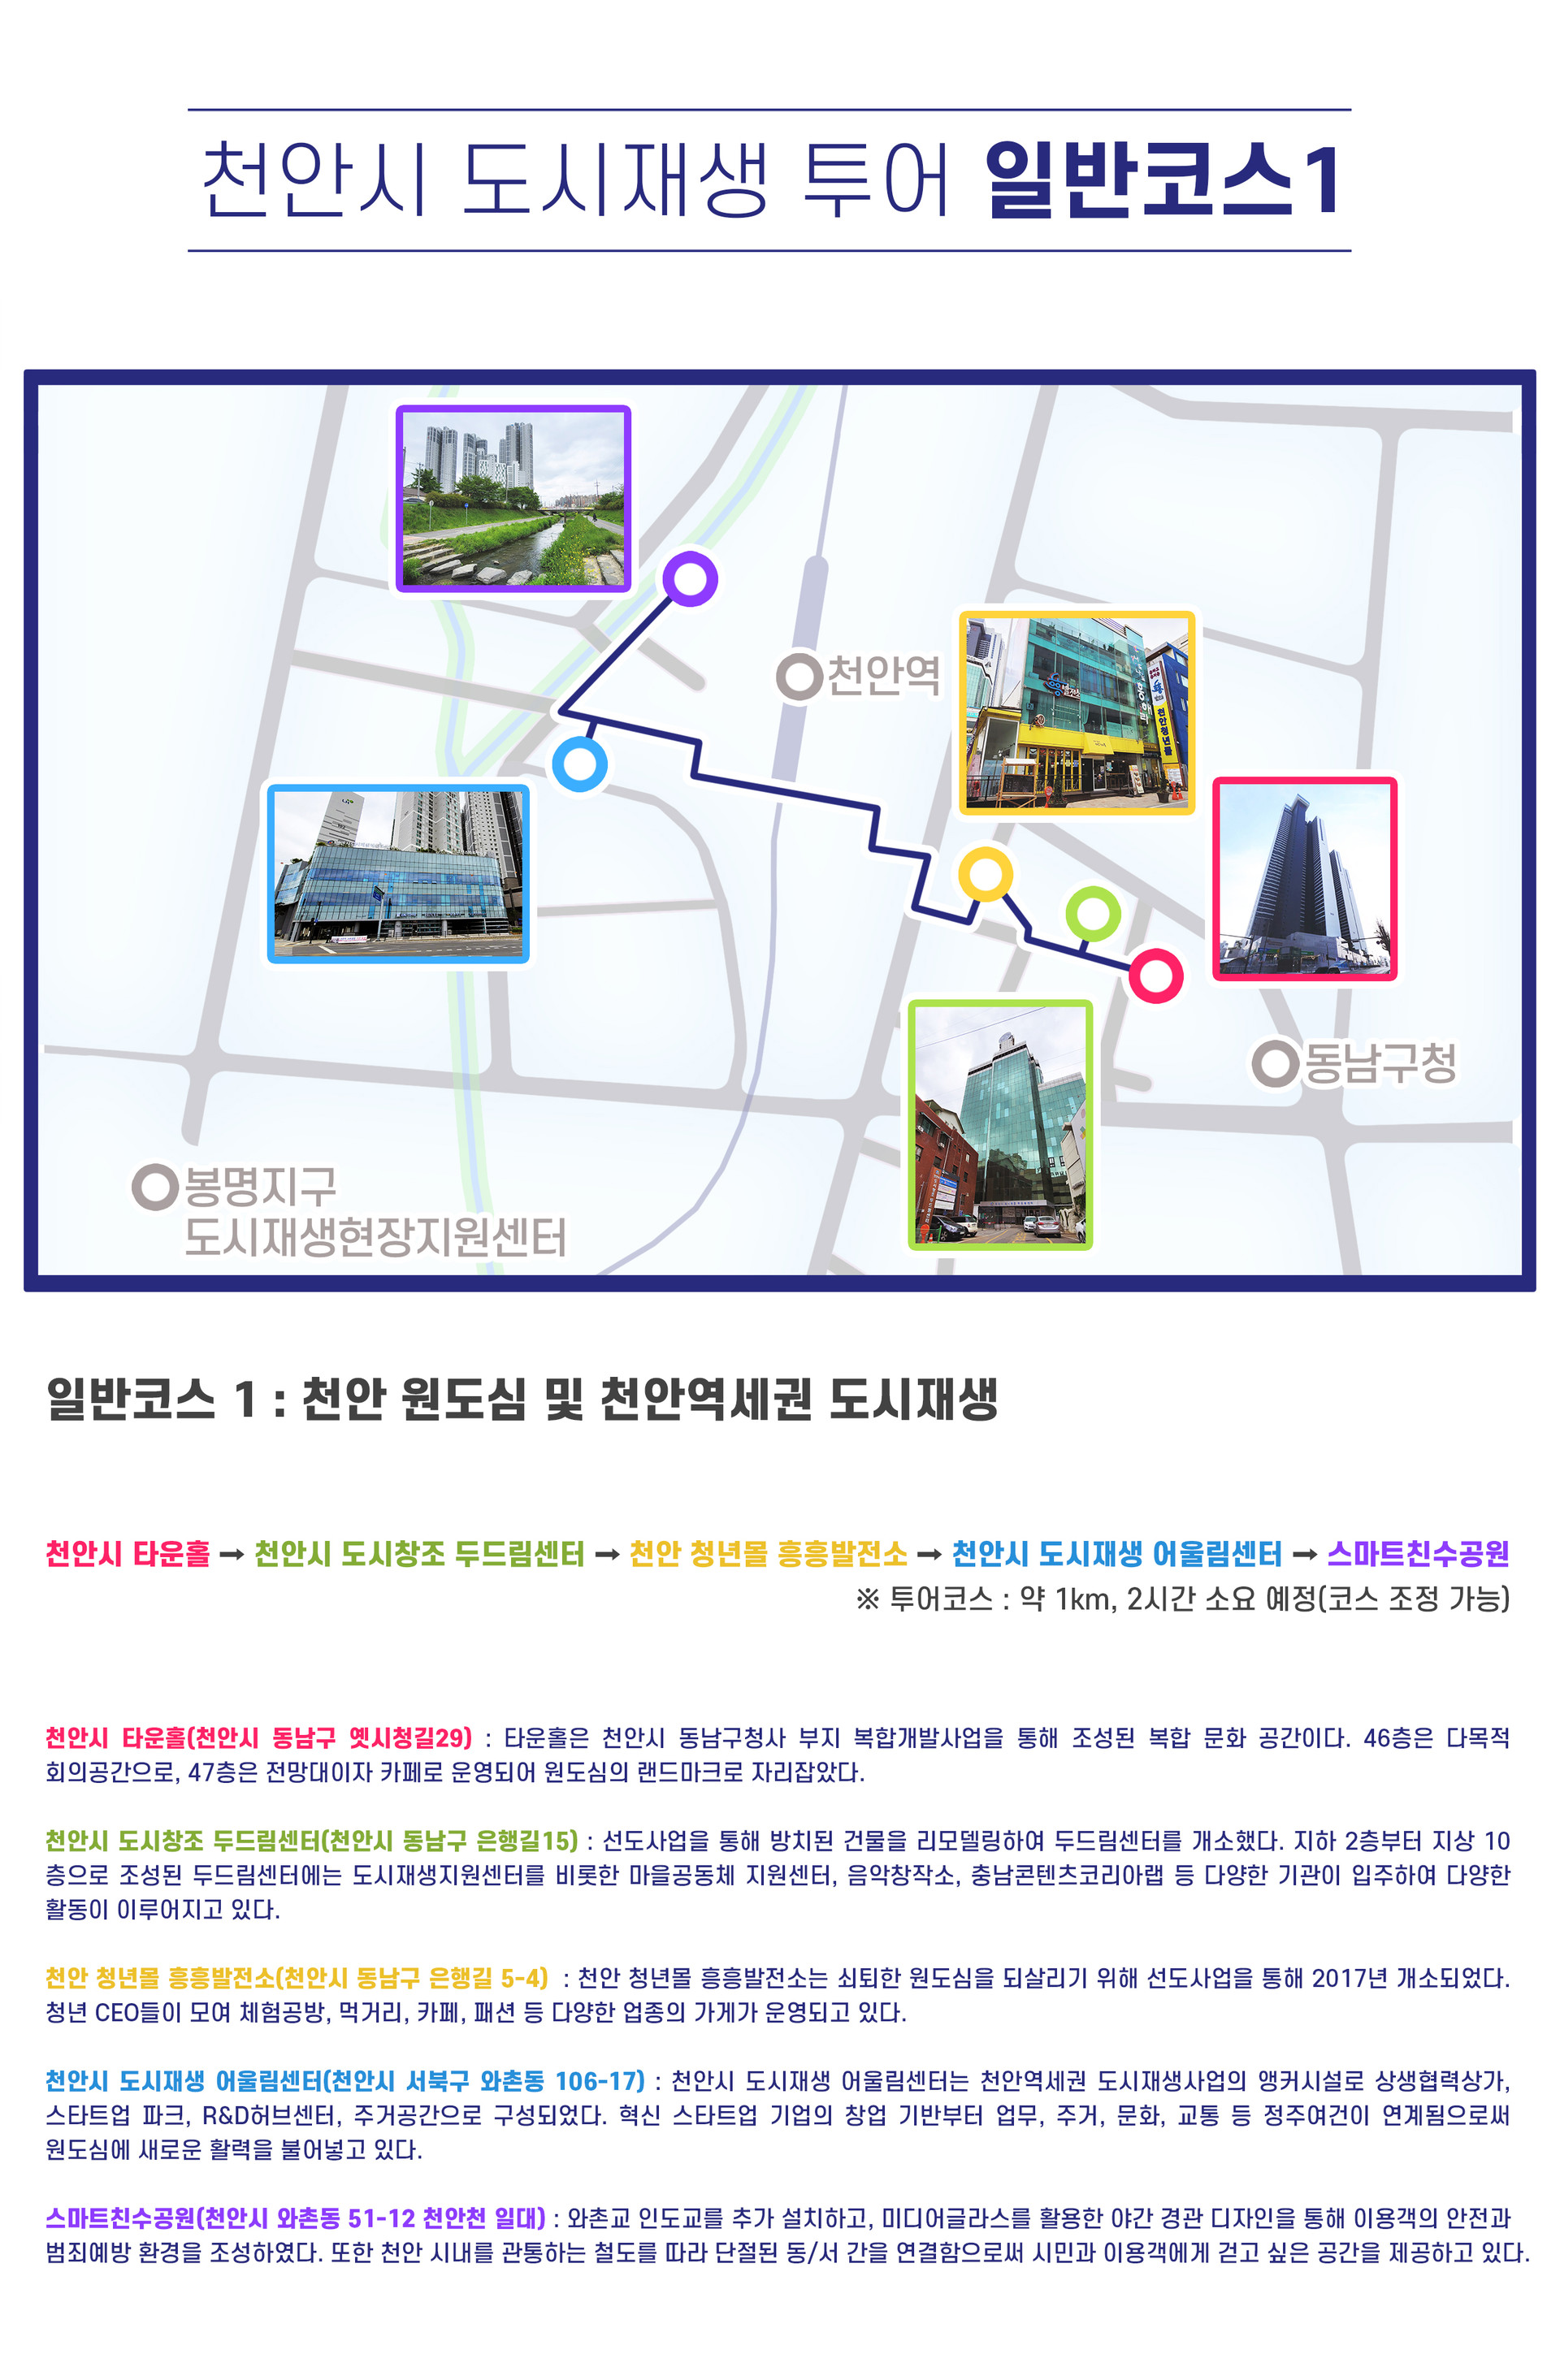 천안시 도시재생 투어 일반코스1
천안역
흥흥발전소
천안청년몰
동남구청
봉명지구
도시재생현장지원센터
일반코스 1 : 천안 원도심 및 천안역세권 도시재생
천안시 타운홀 → 천안시 도시창조 두드림센터 → 천안 청년몰 흥흥발전소 → 천안시 도시재생 어울림센터 → 스마트친수공원
※ 투어코스 : 약 1km, 2시간 소요 예정(코스 조정 가능)
천안시 타운홀(천안시 동남구 옛시청길29) : 타운홀은 천안시 동남구청사 부지 복합개발사업을 통해 조성된 복합 문화 공간이다. 46층은 다목적
회의공간으로, 47층은 전망대이자 카페로 운영되어 원도심의 랜드마크로 자리잡았다.
천안시 도시창조 두드림센터(천안시 동남구 은행길15) : 선도사업을 통해 방치된 건물을 리모델링하여 두드림센터를 개소했다. 지하 2층부터 지상 10
층으로 조성된 두드림센터에는 도시재생지원센터를 비롯한 마을공동체 지원센터, 음악창작소, 충남콘텐츠코리아랩 등 다양한 기관이 입주하여 다양한
활동이 이루어지고 있다.
천안 청년몰 흥흥발전소(천안시 동남구 은행길 5-4) : 천안 청년몰 흥흥발전소는 쇠퇴한 원도심을 되살리기 위해 선도사업을 통해 2017년 개소되었다.
청년 CEO들이 모여 체험공방, 먹거리, 카페, 패션 등 다양한 업종의 가게가 운영되고 있다.
천안시 도시재생 어울림센터(천안시 서북구 와촌동 106-17) : 천안시 도시재생 어울림센터는 천안역세권 도시재생사업의 앵커시설로 상생협력상가,
스타트업 파크, R&D허브센터, 주거공간으로 구성되었다. 혁신 스타트업 기업의 창업 기반부터 업무, 주거, 문화, 교통 등 정주여건이 연계됨으로써
원도심에 새로운 활력을 불어넣고 있다.
스마트친수공원(천안시 와촌동 51-12 천안천 일대) : 와촌교 인도교를 추가 설치하고, 미디어글라스를 활용한 야간 경관 디자인을 통해 이용객의 안전과
범죄예방 환경을 조성하였다. 또한 천안 시내를 관통하는 철도를 따라 단절된 동/서 간을 연결함으로써 시민과 이용객에게 걷고 싶은 공간을 제공하고 있다.